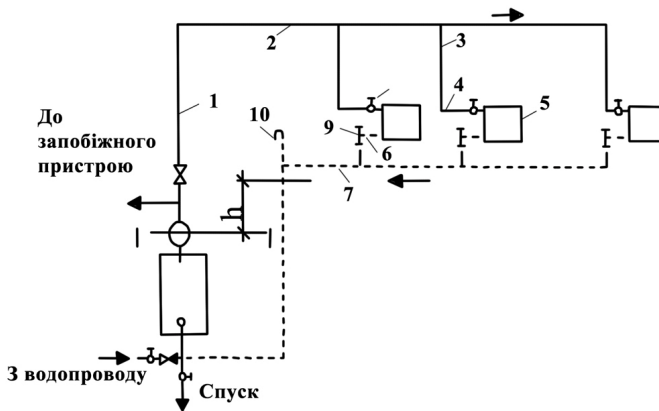 2
3
1
До
запобіжного
пристрою
10
4
5
9
6
7
h
З водопроводу
Спуск